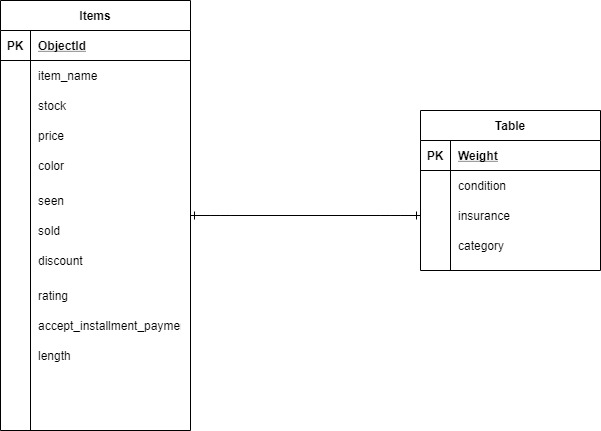 Items
PK ObjectId
item_name
stock
price
color
seen
sold
discount
rating
accept_installment_payme
length
Table
PK Weight
condition
insurance
category